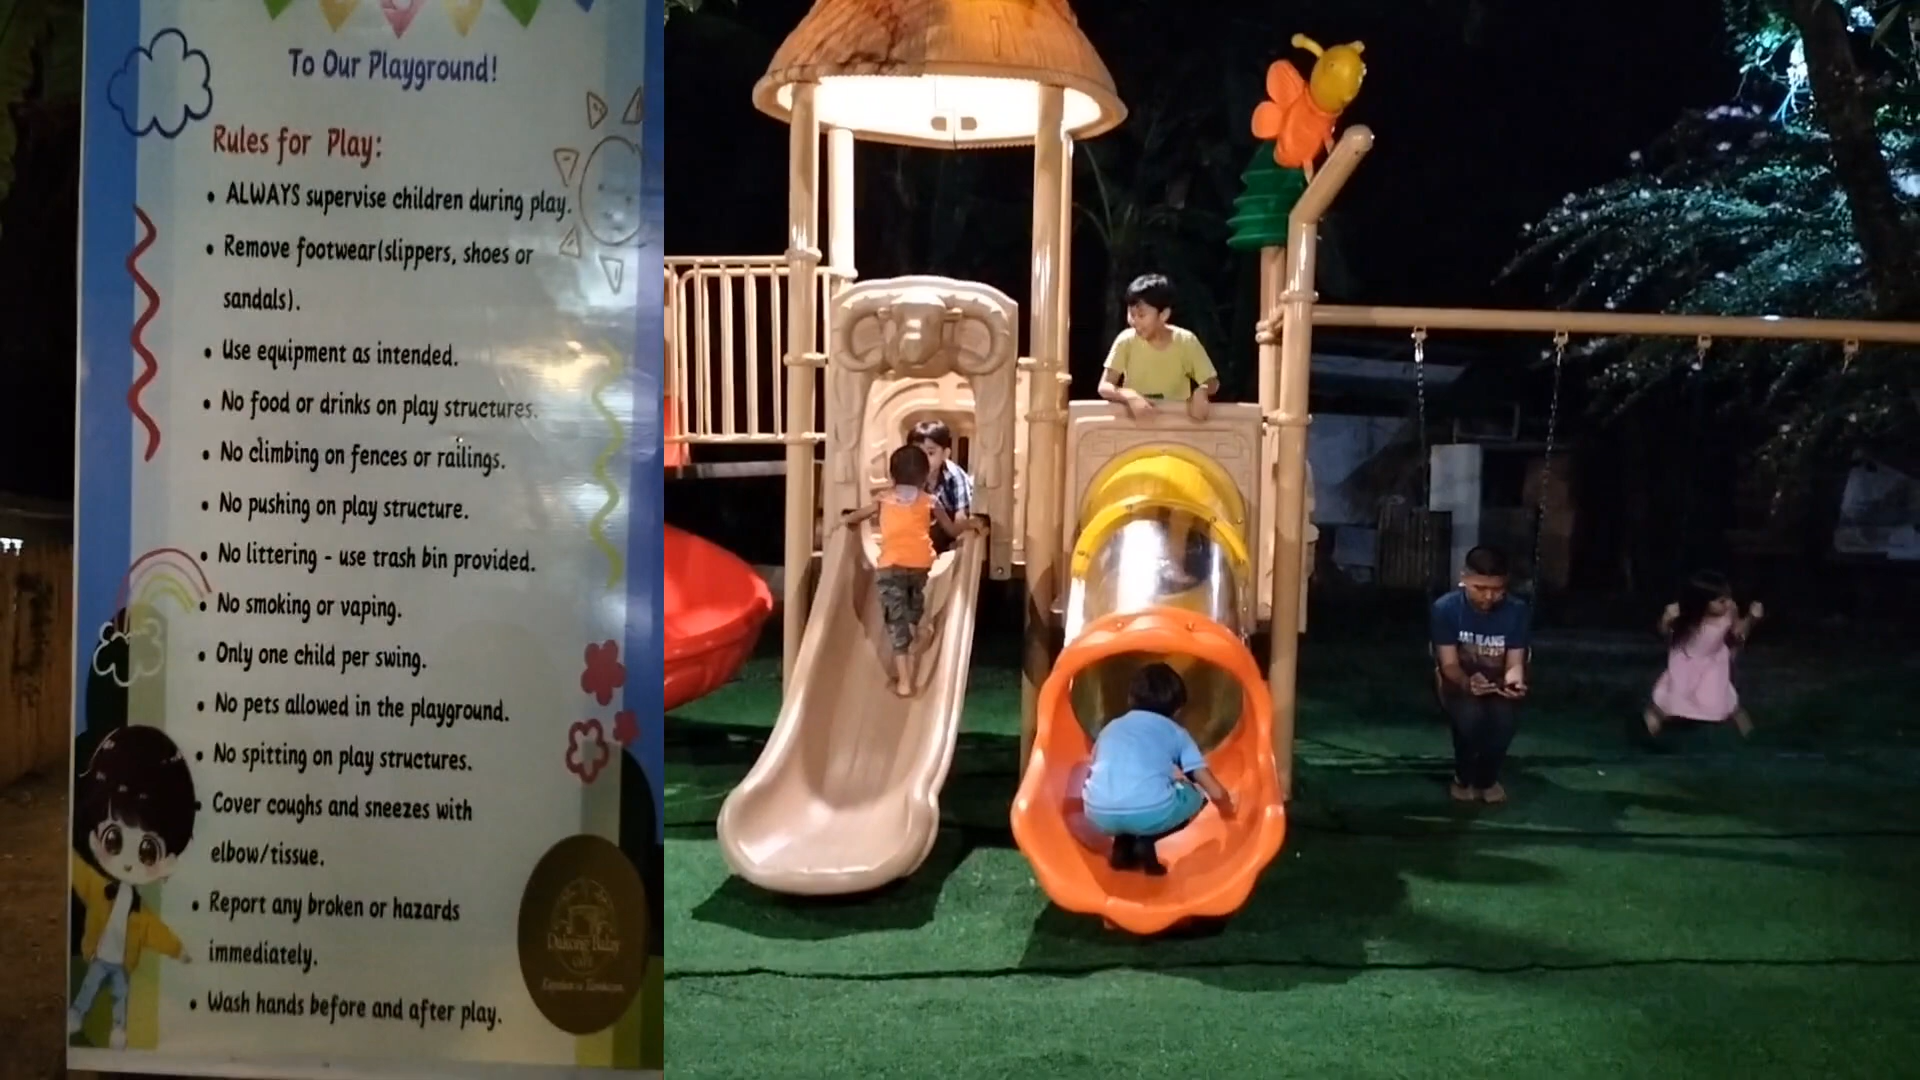 To Our Playground!
Rules for Play:
• ALWAYS supervise children during play.
• Remove footwear(slippers, shoes or
sandals).
• Use equipment as intended.
• No food or drinks on play structures.
• No climbing on fences or railings.
• No pushing on play structure.
• No littering - use trash bin provided.
• No smoking or vaping.
• Only one child per swing.
• No pets allowed in the playground.
• No spitting on play structures.
• Cover coughs and sneezes with
elbow/tissue.
• Report any broken or hazards
immediately.
• Wash hands before and after play.
JEANS